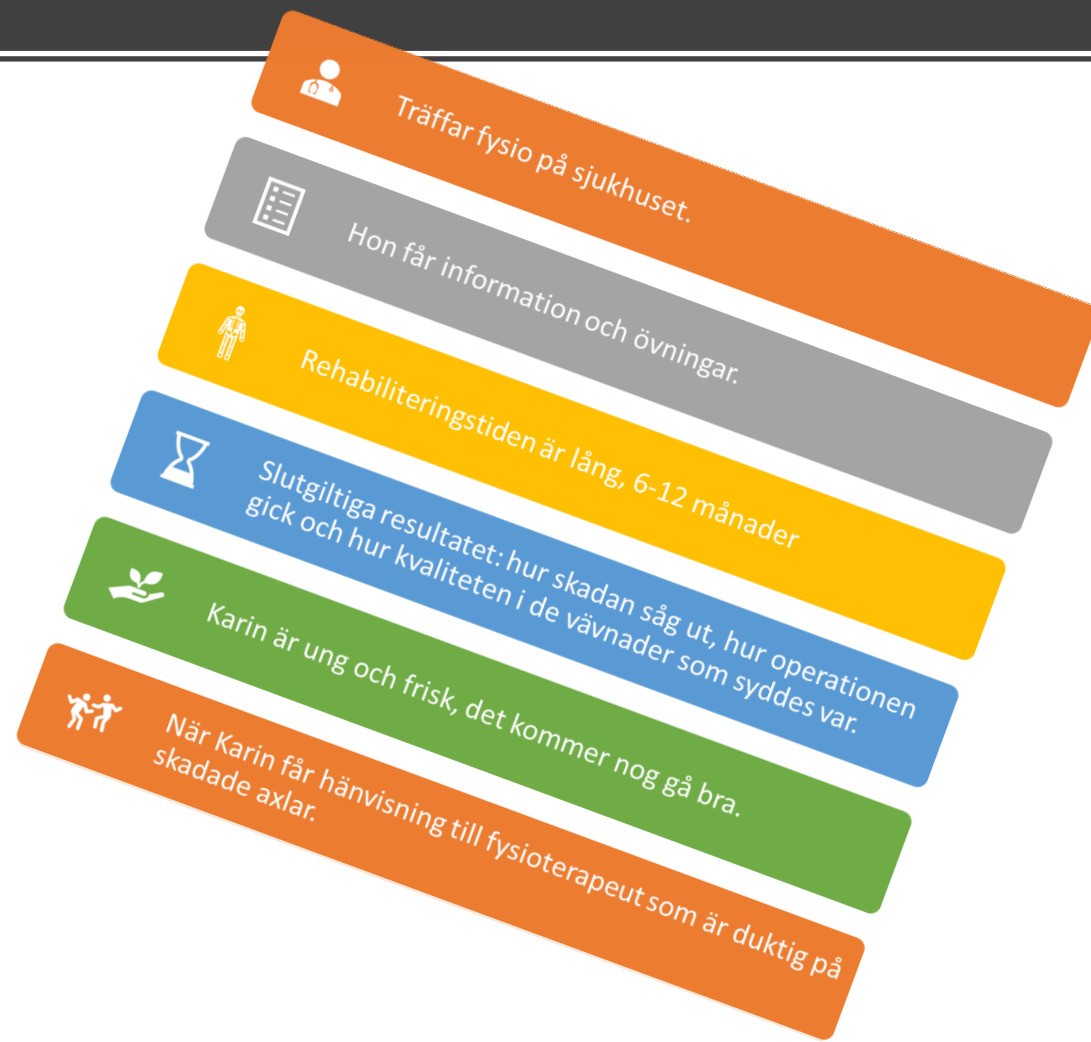 Träffar fysio på sjukhuset.
Hon får information och övningar.
Rehabiliteringstiden är lång, 6-12 månader
Slutgiltiga resultatet: hur skadan såg ut, hur operationen
gick och hur kvaliteten i de vävnader som syddes var.
Karin är ung och frisk, det kommer nog gå bra.
När Karin får hänvisning till fysioterapeut som är duktig på
skadade axlar.